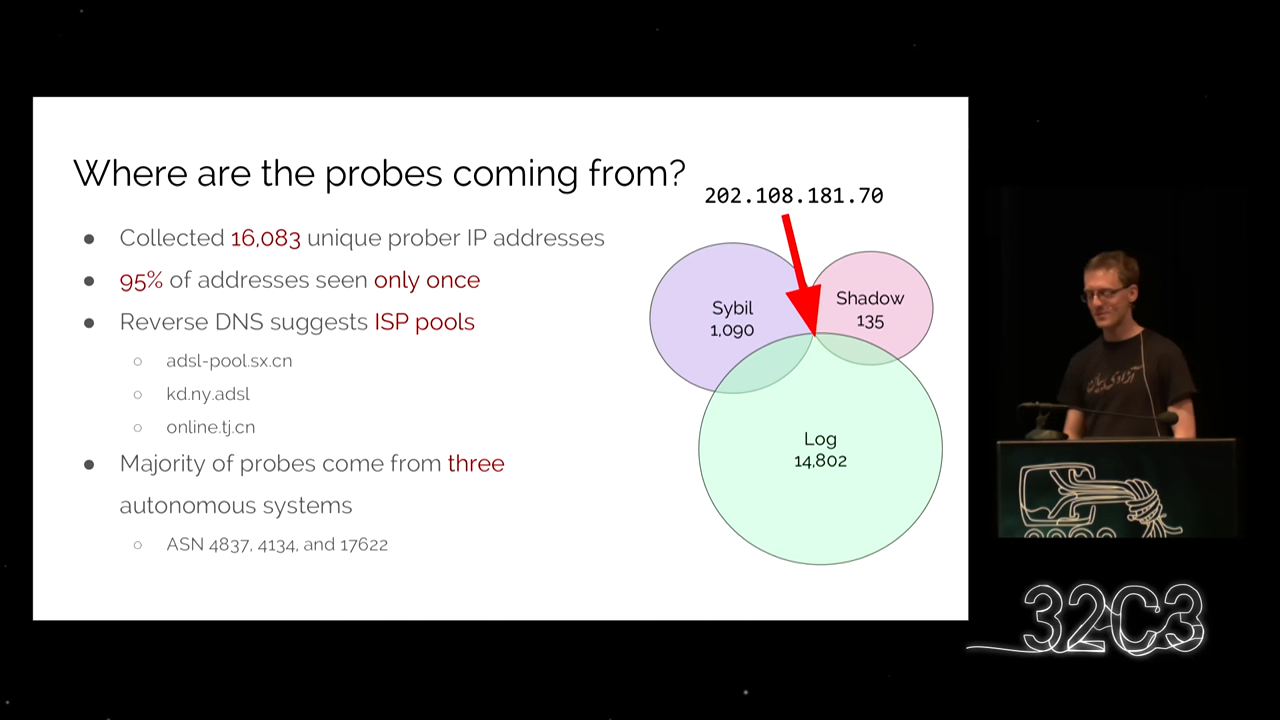 Where are the probes coming from?
202.108.181.70
● Collected 16,083 unique prober IP addresses
● 95% of addresses seen only once
● Reverse DNS suggests ISP pools
○ adsl-pool.sx.cn
○ kd.ny.adsl
○ online.tj.cn
● Majority of probes come from three
autonomous systems
○ ASN 4837, 4134, and 17622
Sybil
1,090
Shadow
135
Log
14,802
آزادی بیان
32C3